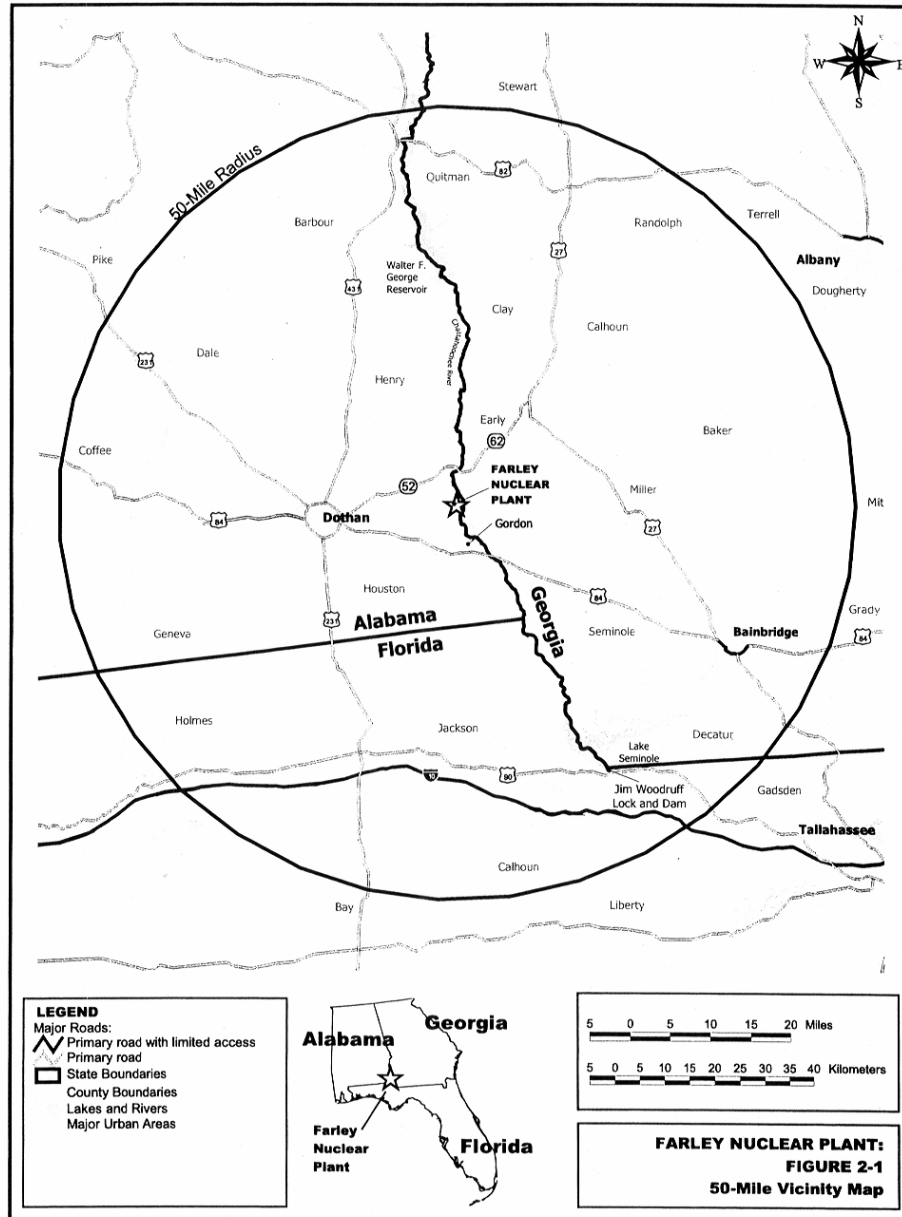 N
W
E
S
Stewart
50-Mile Radius
Quitman
82
Randolph
Terrell
Barbour
27
Albany
Pike
Walter F.
George
Reservoir
Dougherty
431
Clay
Chattahoochee River
Calhoun
231
Dale
Henry
Early
62
Baker
Coffee
FARLEY
NUCLEAR
PLANT
52
Miller
Mit
84
Dothan
Gordon
27
Houston
84
Georgia
Grady
231
Alabama
Seminole
Geneva
Florida
Bainbridge
84
Holmes
Jackson
Decatur
Lake
Seminole
10
90
Jim Woodruff
Lock and Dam
Gadsden
Tallahassee
Calhoun
Bay
Liberty
LEGEND
Major Roads:
Primary road with limited access
Primary road
State Boundaries
County Boundaries
Lakes and Rivers
Major Urban Areas
Alabama
Georgia
Farley
Nuclear
Plant
Florida
5 0 5 10 15 20 Miles
5 0 5 10 15 20 25 30 35 40 Kilometers
FARLEY NUCLEAR PLANT:
FIGURE 2-1
50-Mile Vicinity Map